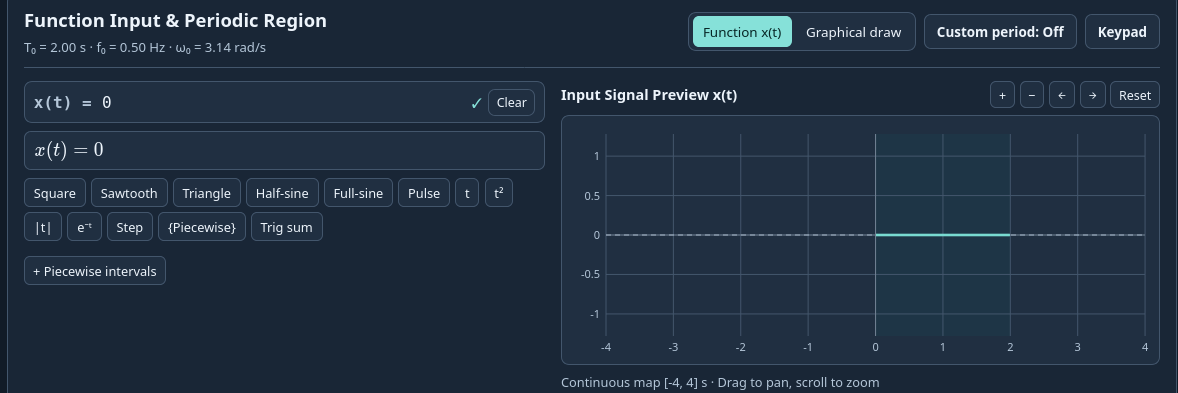 Function Input & Periodic Region
T₀ = 2.00 s · f₀ = 0.50 Hz · ω₀ = 3.14 rad/s
Function x(t) Graphical draw Custom period: Off Keypad
x(t) = 0 ✓ Clear
x(t) = 0
Square Sawtooth Triangle Half-sine Full-sine Pulse t t²
|t| e⁻ᵗ Step {Piecewise} Trig sum
+ Piecewise intervals
Input Signal Preview x(t) + − ← → Reset
1
0.5
0
-0.5
-1
-4 -3 -2 -1 0 1 2 3 4
Continuous map [-4, 4] s · Drag to pan, scroll to zoom